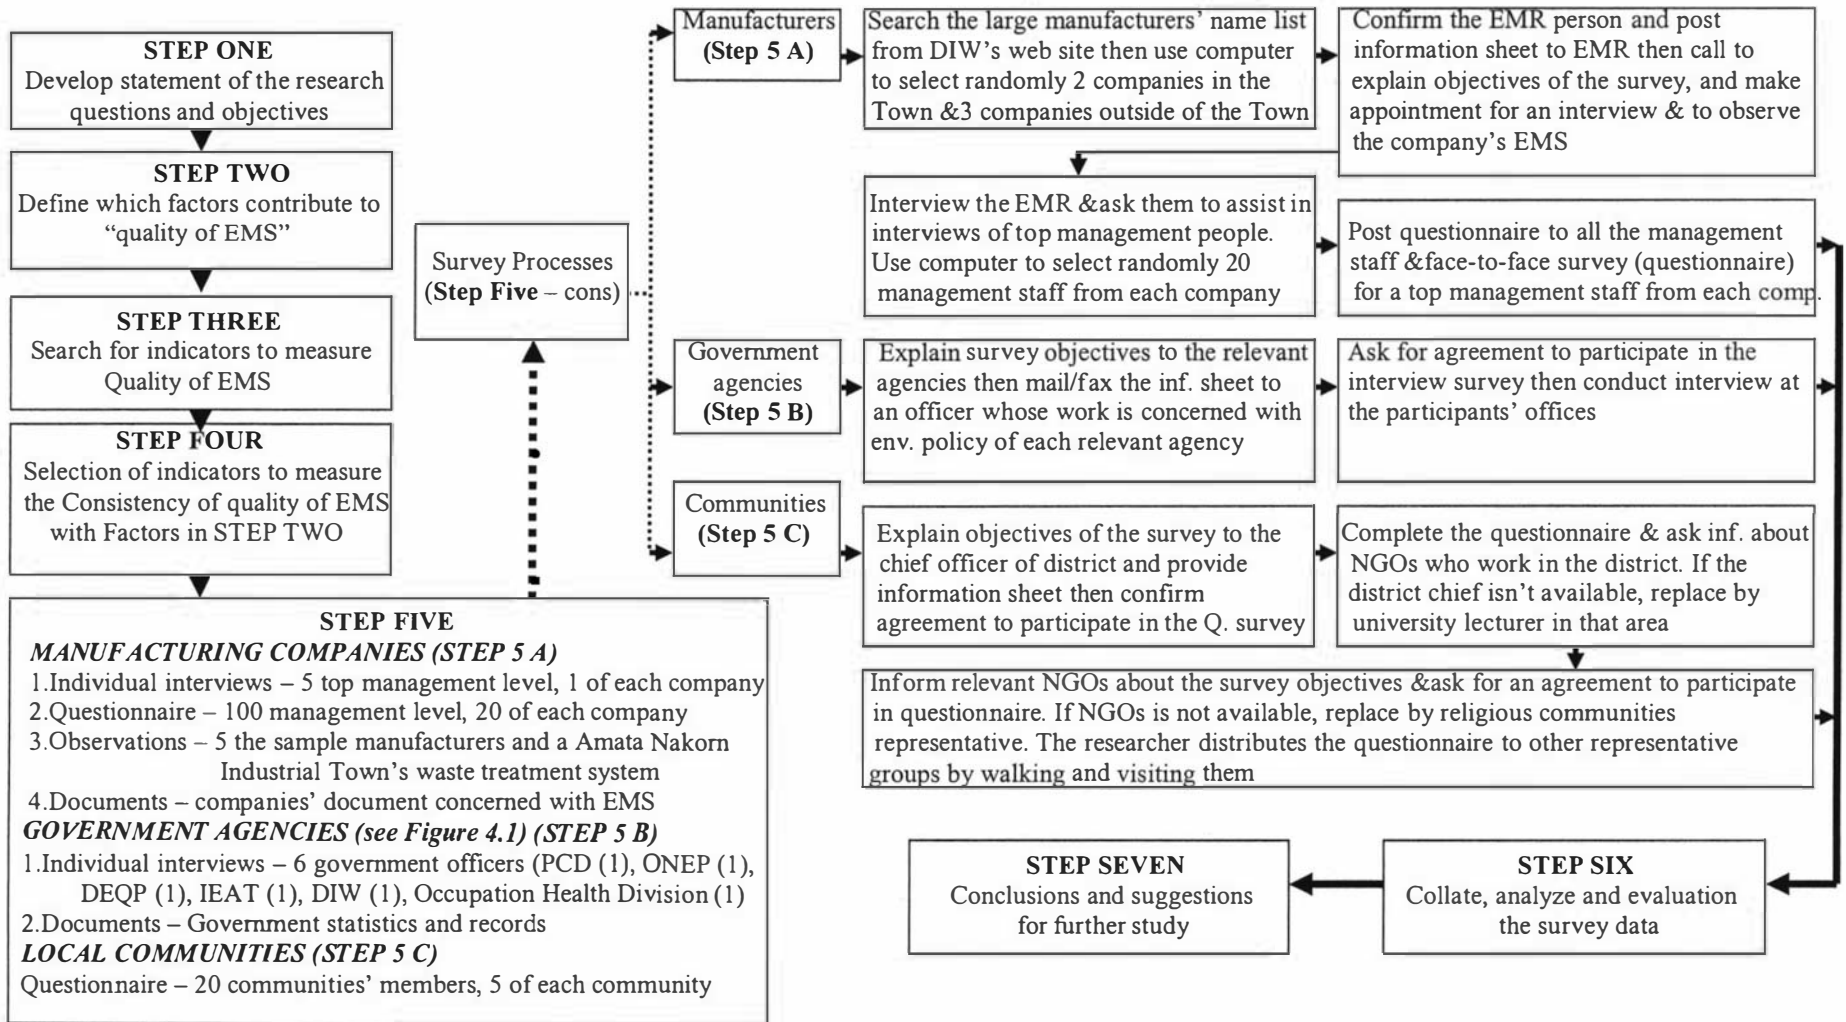 STEP ONE
Develop statement of the research
questions and objectives
STEP TWO
Define which factors contribute to
“quality of EMS”
STEP THREE
Search for indicators to measure
Quality of EMS
STEP FOUR
Selection of indicators to measure
the Consistency of quality of EMS
with Factors in STEP TWO
STEP FIVE
MANUFACTURING COMPANIES (STEP 5 A)
1.Individual interviews – 5 top management level, 1 of each company
2.Questionnaire – 100 management level, 20 of each company
3.Observations – 5 the sample manufacturers and a Amata Nakorn
Industrial Town’s waste treatment system
4.Documents – companies’ document concerned with EMS
GOVERNMENT AGENCIES (see Figure 4.1) (STEP 5 B)
1.Individual interviews – 6 government officers (PCD (1), ONEP (1),
DEQP (1), IEAT (1), DIW (1), Occupation Health Division (1)
2.Documents – Government statistics and records
LOCAL COMMUNITIES (STEP 5 C)
Questionnaire – 20 communities’ members, 5 of each community
Survey Processes
(Step Five – cons)
Manufacturers
(Step 5 A)
Search the large manufacturers’ name list
from DIW’s web site then use computer
to select randomly 2 companies in the
Town &3 companies outside of the Town
Confirm the EMR person and post
information sheet to EMR then call to
explain objectives of the survey, and make
appointment for an interview & to observe
the company’s EMS
Interview the EMR &ask them to assist in
interviews of top management people.
Use computer to select randomly 20
management staff from each company
Post questionnaire to all the management
staff &face-to-face survey (questionnaire)
for a top management staff from each comp.
Government
agencies
(Step 5 B)
Explain survey objectives to the relevant
agencies then mail/fax the inf. sheet to
an officer whose work is concerned with
env. policy of each relevant agency
Ask for agreement to participate in the
interview survey then conduct interview at
the participants’ offices
Communities
(Step 5 C)
Explain objectives of the survey to the
chief officer of district and provide
information sheet then confirm
agreement to participate in the Q. survey
Complete the questionnaire & ask inf. about
NGOs who work in the district. If the
district chief isn’t available, replace by
university lecturer in that area
Inform relevant NGOs about the survey objectives &ask for an agreement to participate
in questionnaire. If NGOs is not available, replace by religious communities
representative. The researcher distributes the questionnaire to other representative
groups by walking and visiting them
STEP SIX
Collate, analyze and evaluation
the survey data
STEP SEVEN
Conclusions and suggestions
for further study